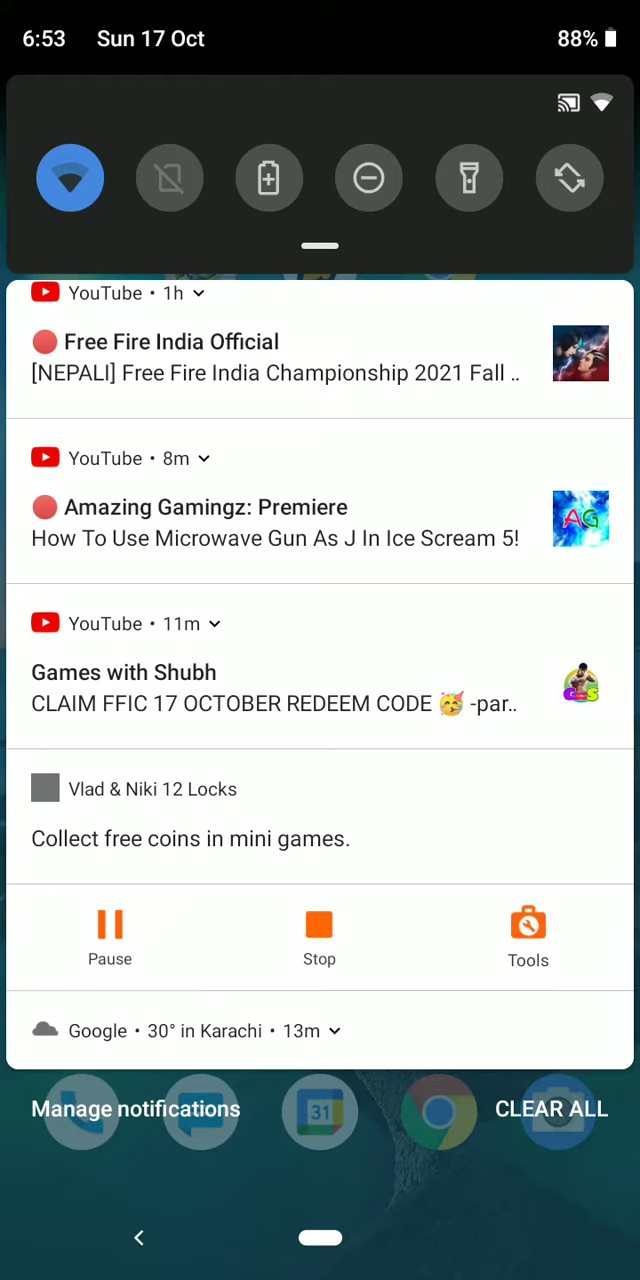 6:53 Sun 17 Oct 88%
YouTube • 1h
🔴 Free Fire India Official
[NEPALI] Free Fire India Championship 2021 Fall ..
YouTube • 8m
🔴 Amazing Gamingz: Premiere
How To Use Microwave Gun As J In Ice Scream 5!
AG
YouTube • 11m
Games with Shubh
CLAIM FFIC 17 OCTOBER REDEEM CODE 🥳 -par..
GS
Vlad & Niki 12 Locks
Collect free coins in mini games.
Pause Stop Tools
Google • 30° in Karachi • 13m
Manage notifications 31 CLEAR ALL